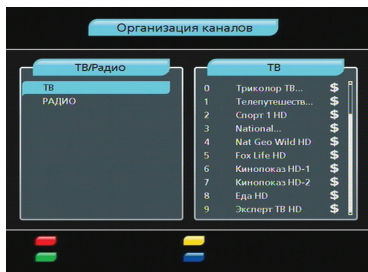 Организация каналов
ТВ/Радио
ТВ
РАДИО
ТВ
0 Триколор ТВ... $
1 Телепутешеств... $
2 Спорт 1 HD $
3 National... $
4 Nat Geo Wild HD $
5 Fox Life HD $
6 Кинопоказ HD-1 $
7 Кинопоказ HD-2 $
8 Еда HD $
9 Эксперт ТВ HD $